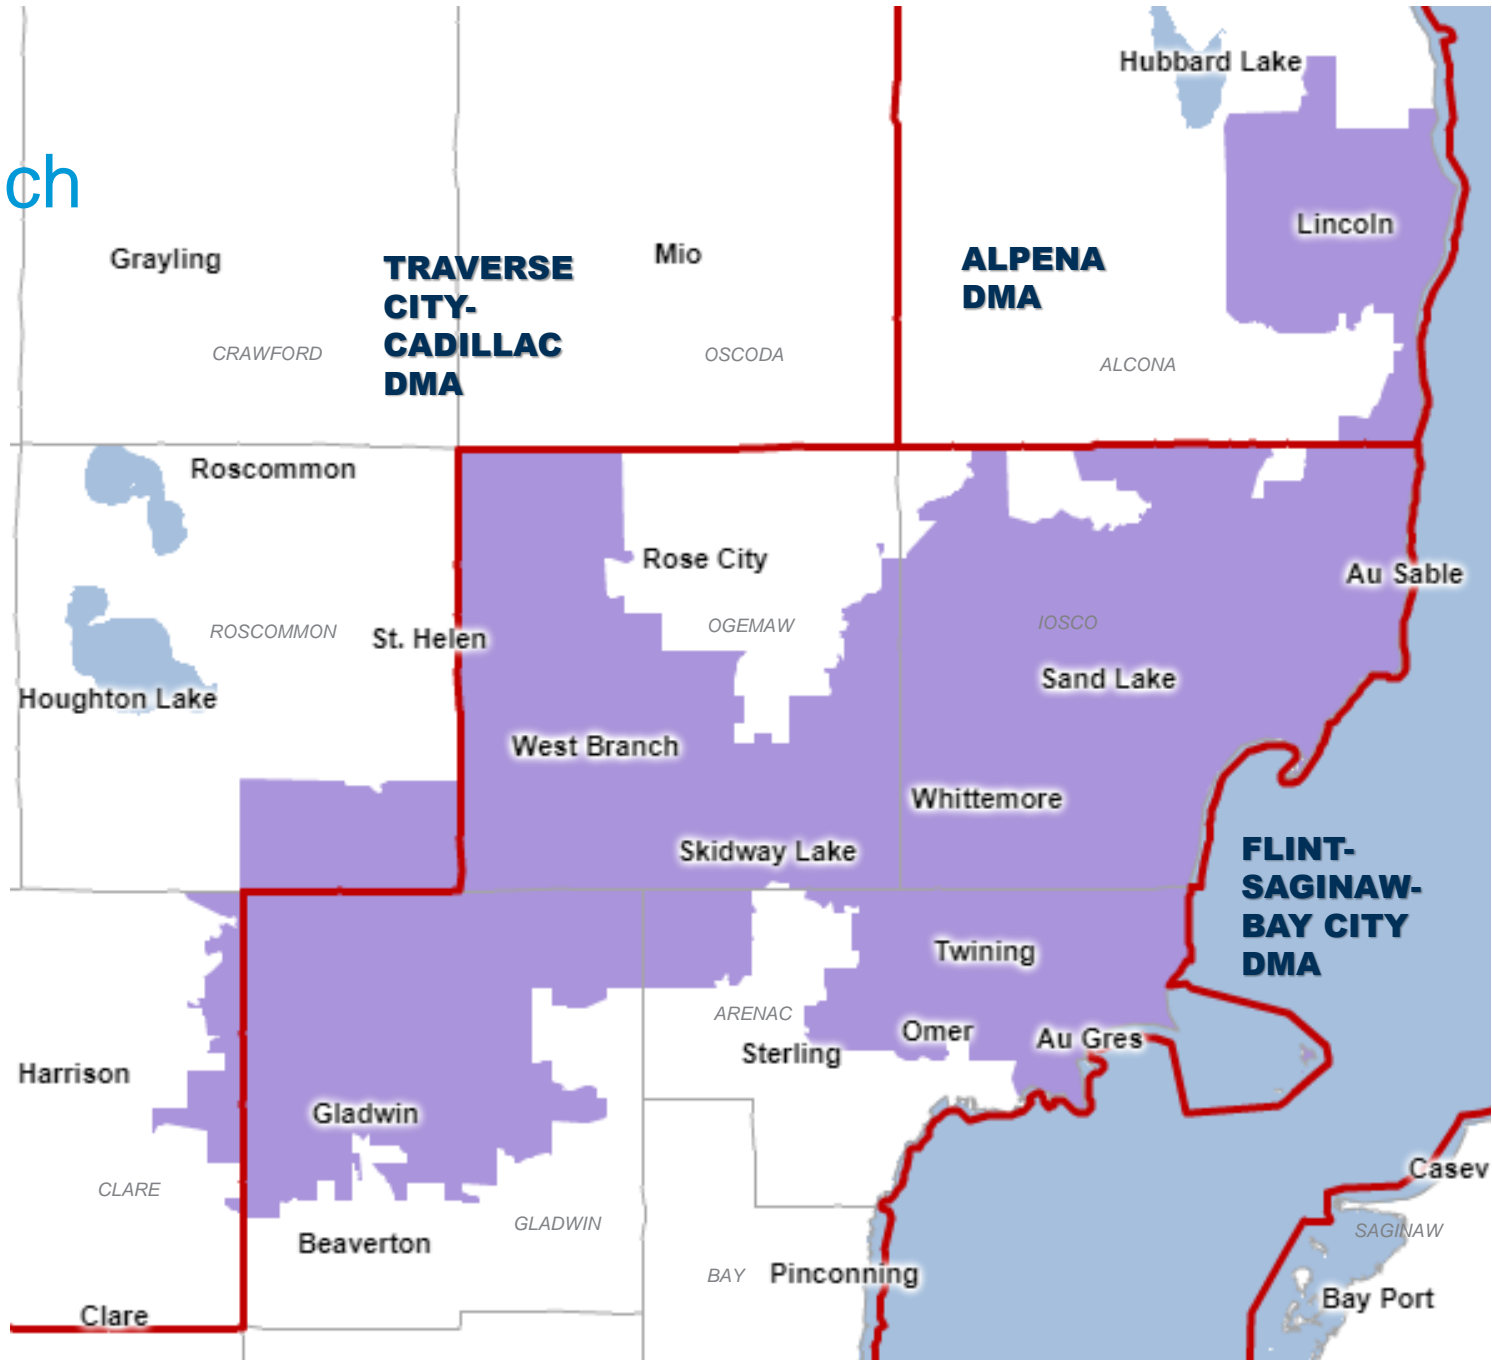 Hubbard Lake
ch
Lincoln
Grayling
Mio
TRAVERSE
CITY-
CADILLAC
DMA
ALPENA
DMA
CRAWFORD
OSCODA
ALCONA
Roscommon
Rose City
Au Sable
ROSCOMMON
St. Helen
OGEMAW
IOSCO
Houghton Lake
Sand Lake
West Branch
Whittemore
Skidway Lake
FLINT-
SAGINAW-
BAY CITY
DMA
Twining
ARENAC
Omer
Au Gres
Sterling
Harrison
Gladwin
Casev
CLARE
GLADWIN
SAGINAW
Beaverton
BAY
Pinconning
Bay Port
Clare